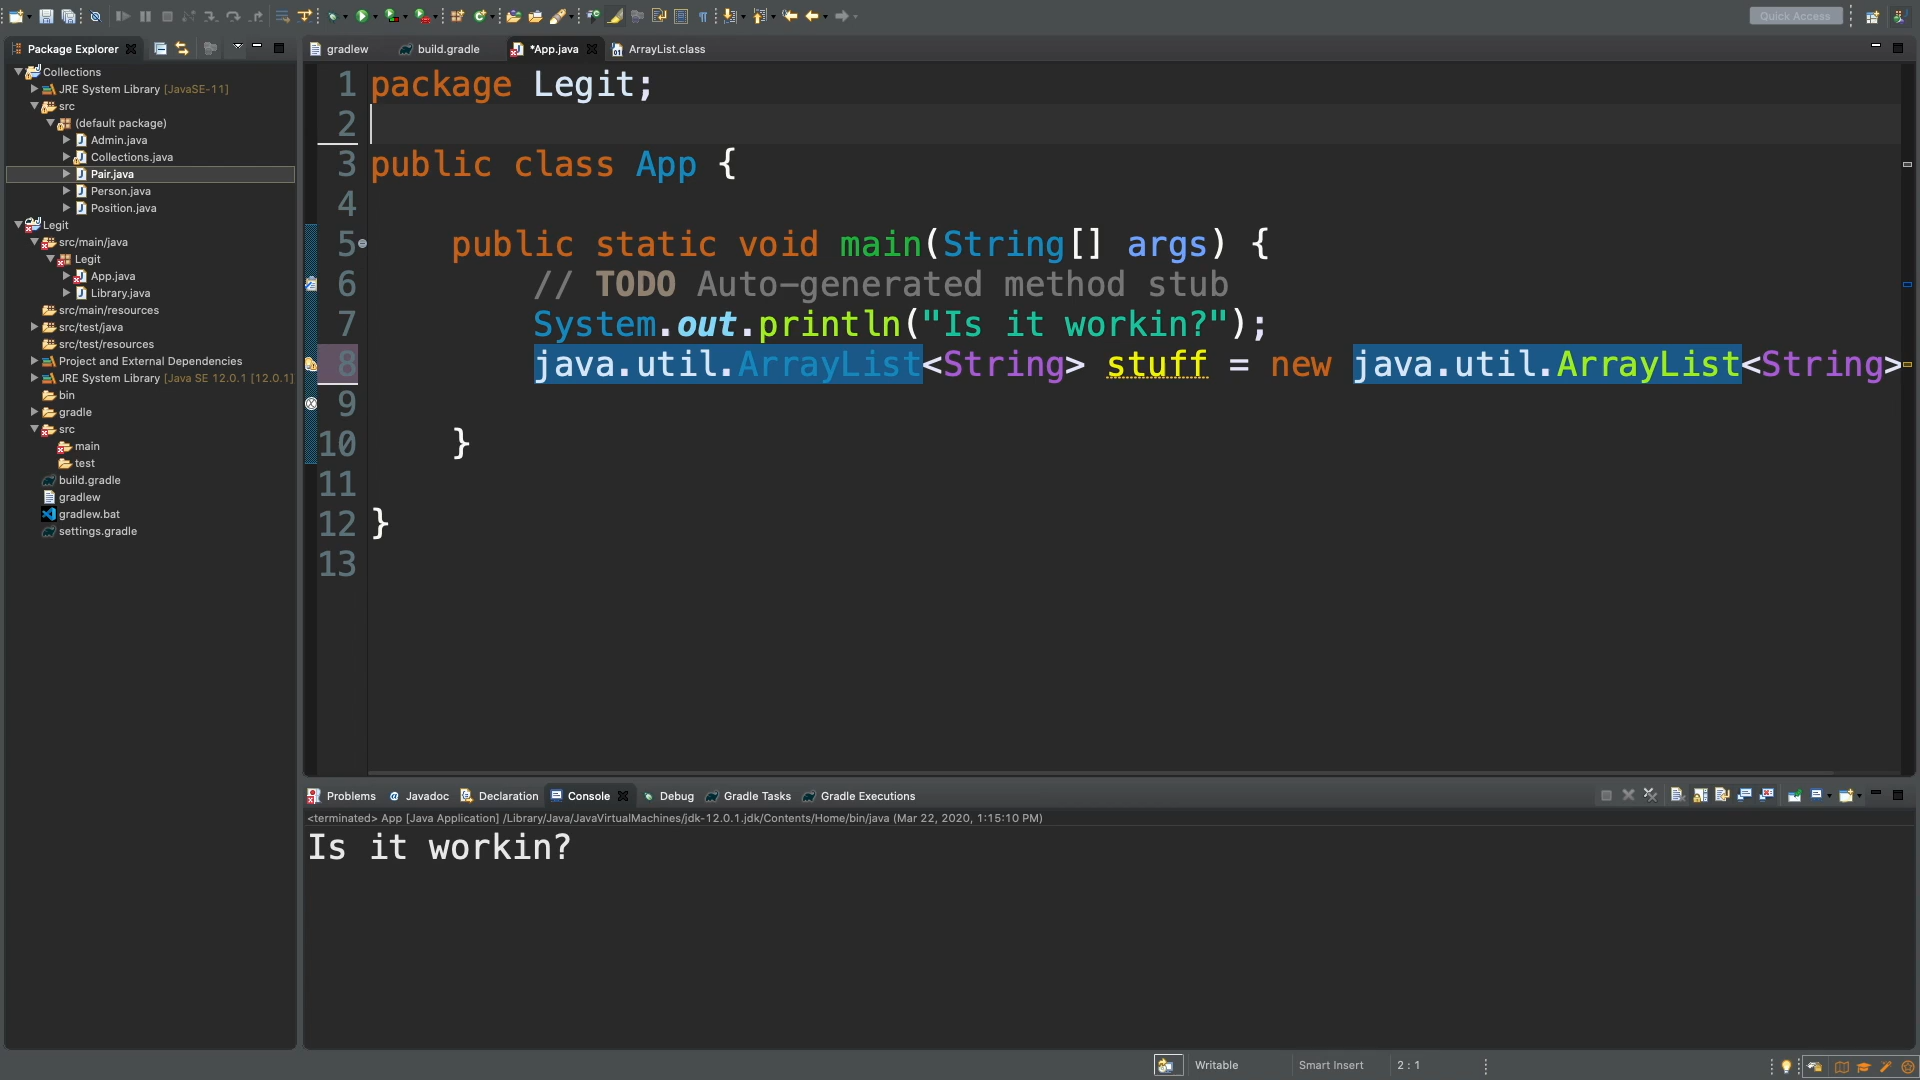 Quick Access
Package Explorer
gradlew
build.gradle
*App.java
ArrayList.class
Collections
JRE System Library [JavaSE-11]
src
(default package)
Admin.java
Collections.java
Pair.java
Person.java
Position.java
Legit
src/main/java
Legit
App.java
Library.java
src/main/resources
src/test/java
src/test/resources
Project and External Dependencies
JRE System Library [Java SE 12.0.1 [12.0.1]
bin
gradle
src
main
test
build.gradle
gradlew
gradlew.bat
settings.gradle
1 package Legit;
2
3 public class App {
4
5 public static void main(String[] args) {
6 // TODO Auto-generated method stub
7 System.out.println("Is it workin?");
8 java.util.ArrayList<String> stuff = new java.util.ArrayList<String>
9
10 }
11
12 }
13
Problems
Javadoc
Declaration
Console
Debug
Gradle Tasks
Gradle Executions
<terminated> App [Java Application] /Library/Java/JavaVirtualMachines/jdk-12.0.1.jdk/Contents/Home/bin/java (Mar 22, 2020, 1:15:10 PM)
Is it workin?
Writable
Smart Insert
2 : 1